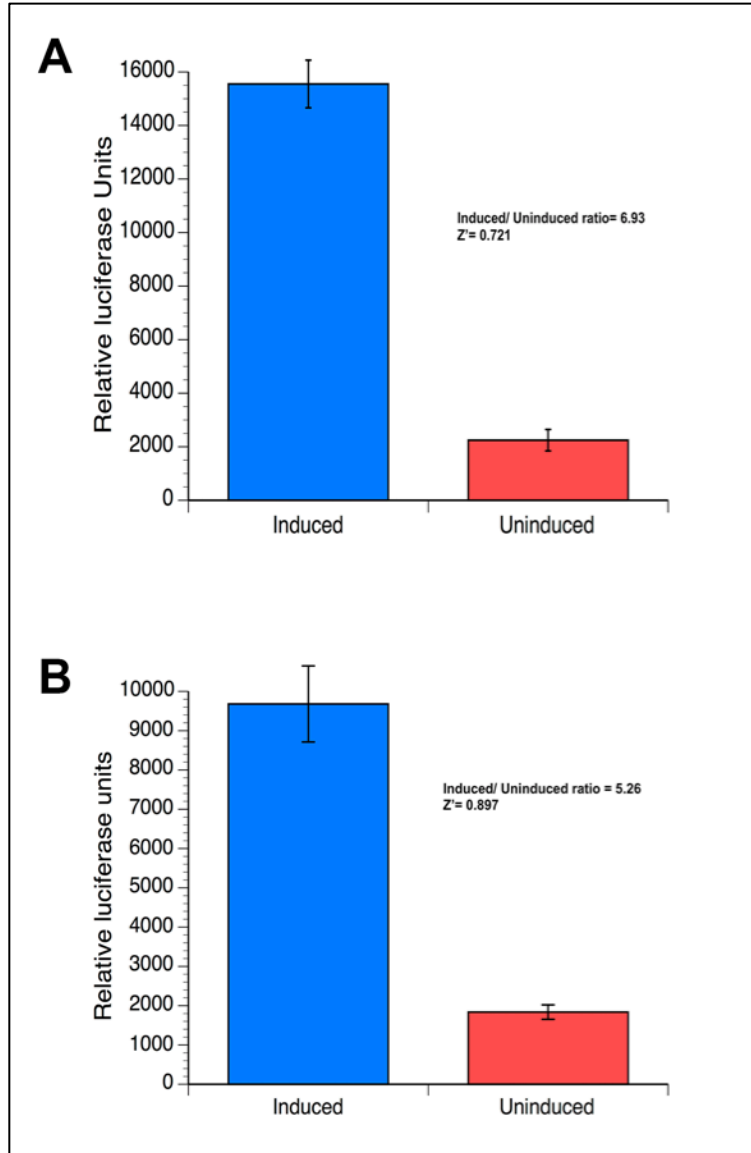 A
Relative luciferase Units
16000
14000
12000
10000
8000
6000
4000
2000
0
Induced/ Uninduced ratio= 6.93
Z'= 0.721
Induced
Uninduced
B
Relative luciferase units
10000
9000
8000
7000
6000
5000
4000
3000
2000
1000
0
Induced/ Uninduced ratio = 5.26
Z'= 0.897
Induced
Uninduced